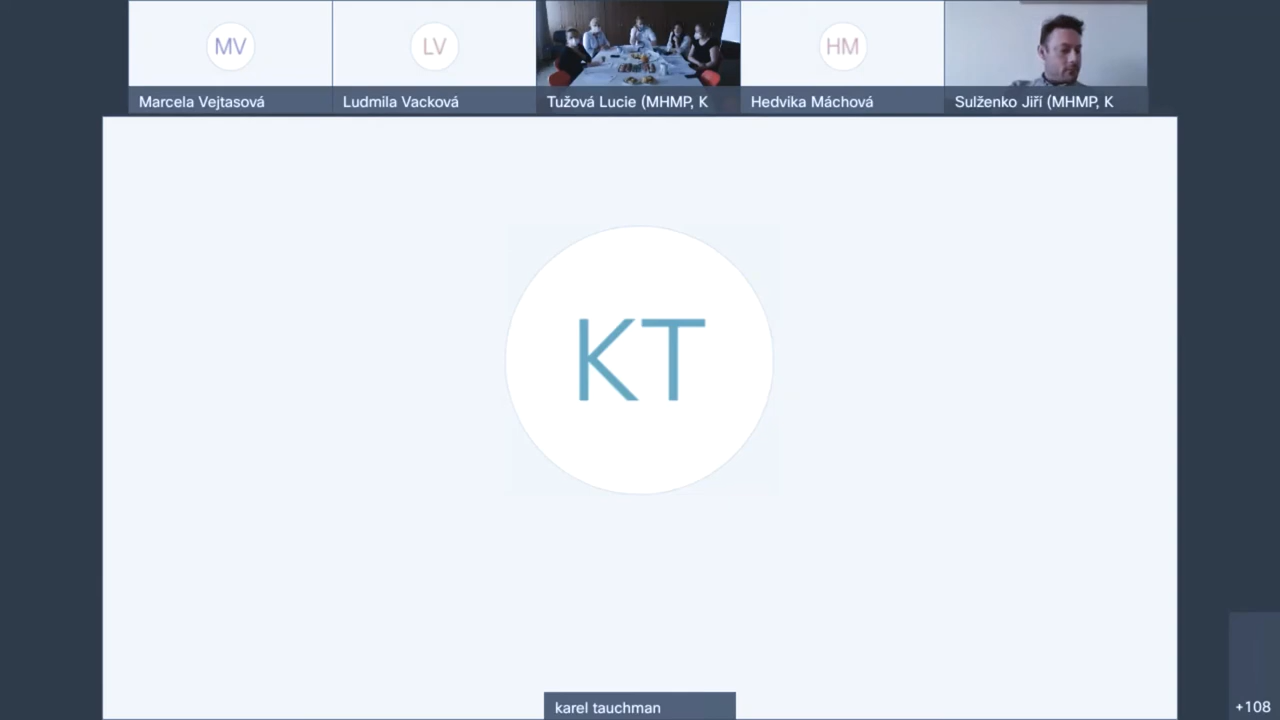 MV
LV
HM
Marcela Vejtasová
Ludmila Vacková
Tužová Lucie (MHMP, K
Hedvika Máchová
Sulženko Jiří (MHMP, K
KT
karel tauchman
+108